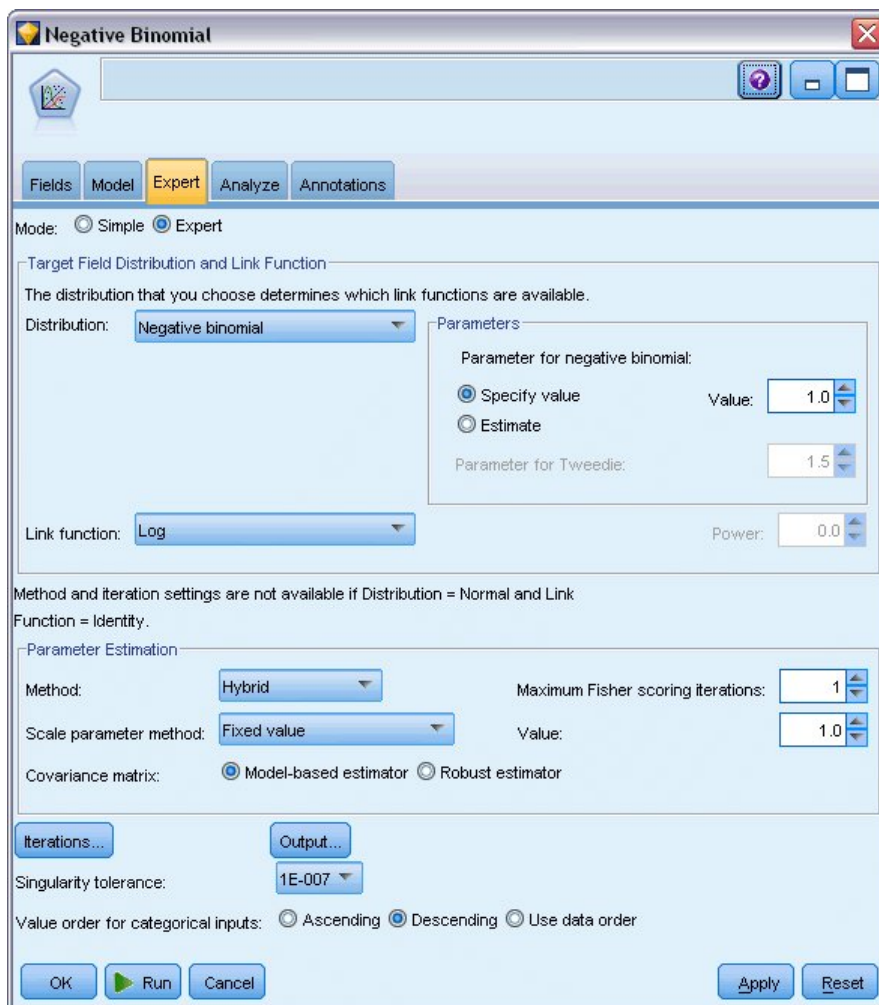 Negative Binomial
Fields Model Expert Analyze Annotations
Mode: Simple Expert
Target Field Distribution and Link Function
The distribution that you choose determines which link functions are available.
Distribution: Negative binomial
Parameters
Parameter for negative binomial:
Specify value Value: 1.0
Estimate
Parameter for Tweedie: 1.5
Link function: Log Power: 0.0
Method and iteration settings are not available if Distribution = Normal and Link
Function = Identity.
Parameter Estimation
Method: Hybrid Maximum Fisher scoring iterations: 1
Scale parameter method: Fixed value Value: 1.0
Covariance matrix: Model-based estimator Robust estimator
Iterations... Output...
Singularity tolerance: 1E-007
Value order for categorical inputs: Ascending Descending Use data order
OK Run Cancel Apply Reset